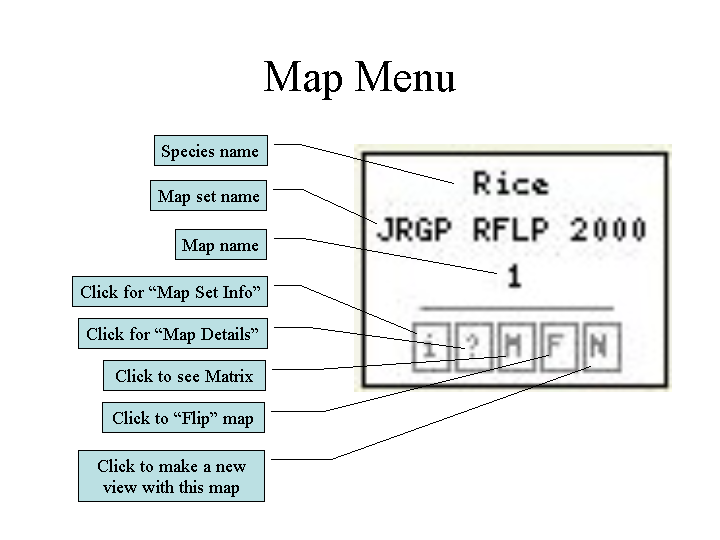 Map Menu
Species name
Map set name
Map name
Click for “Map Set Info”
Click for “Map Details”
Click to see Matrix
Click to “Flip” map
Click to make a new
view with this map
Rice
JRGP RFLP 2000
1
i ? M F N